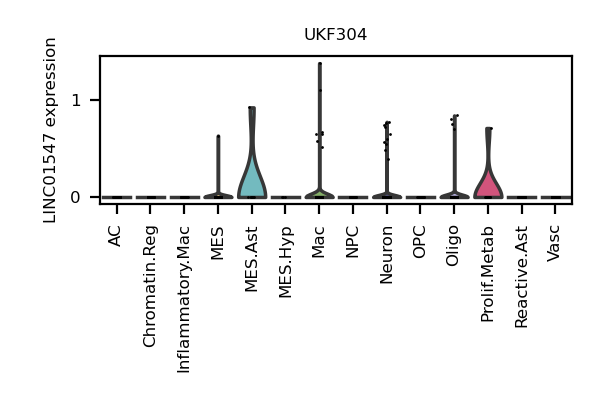 UKF304
LINC01547 expression
1
0
AC
Chromatin.Reg
Inflammatory.Mac
MES
MES.Ast
MES.Hyp
Mac
NPC
Neuron
OPC
Oligo
Prolif.Metab
Reactive.Ast
Vasc